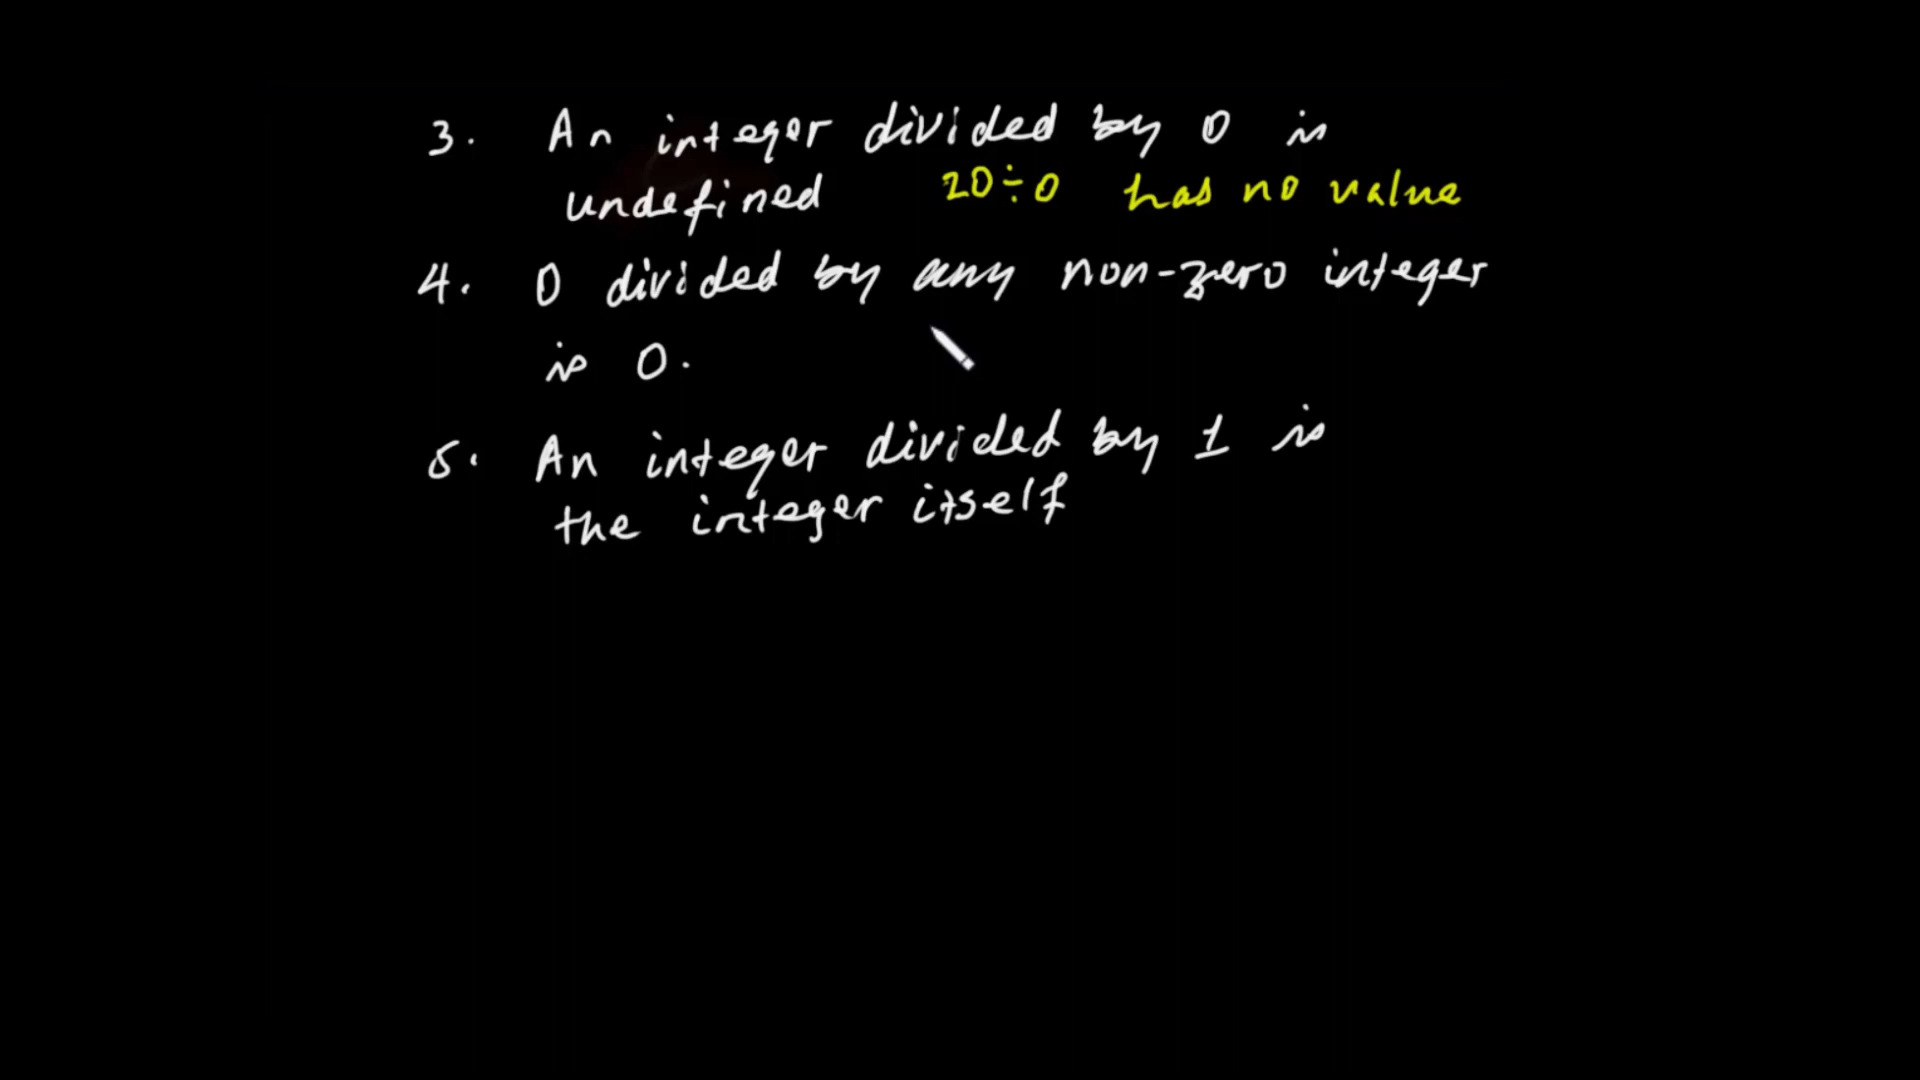 3. An integer divided by 0 is
undefined 20÷0 has no value
4. 0 divided by any non-zero integer
is 0.
5. An integer divided by 1 is
the integer itself